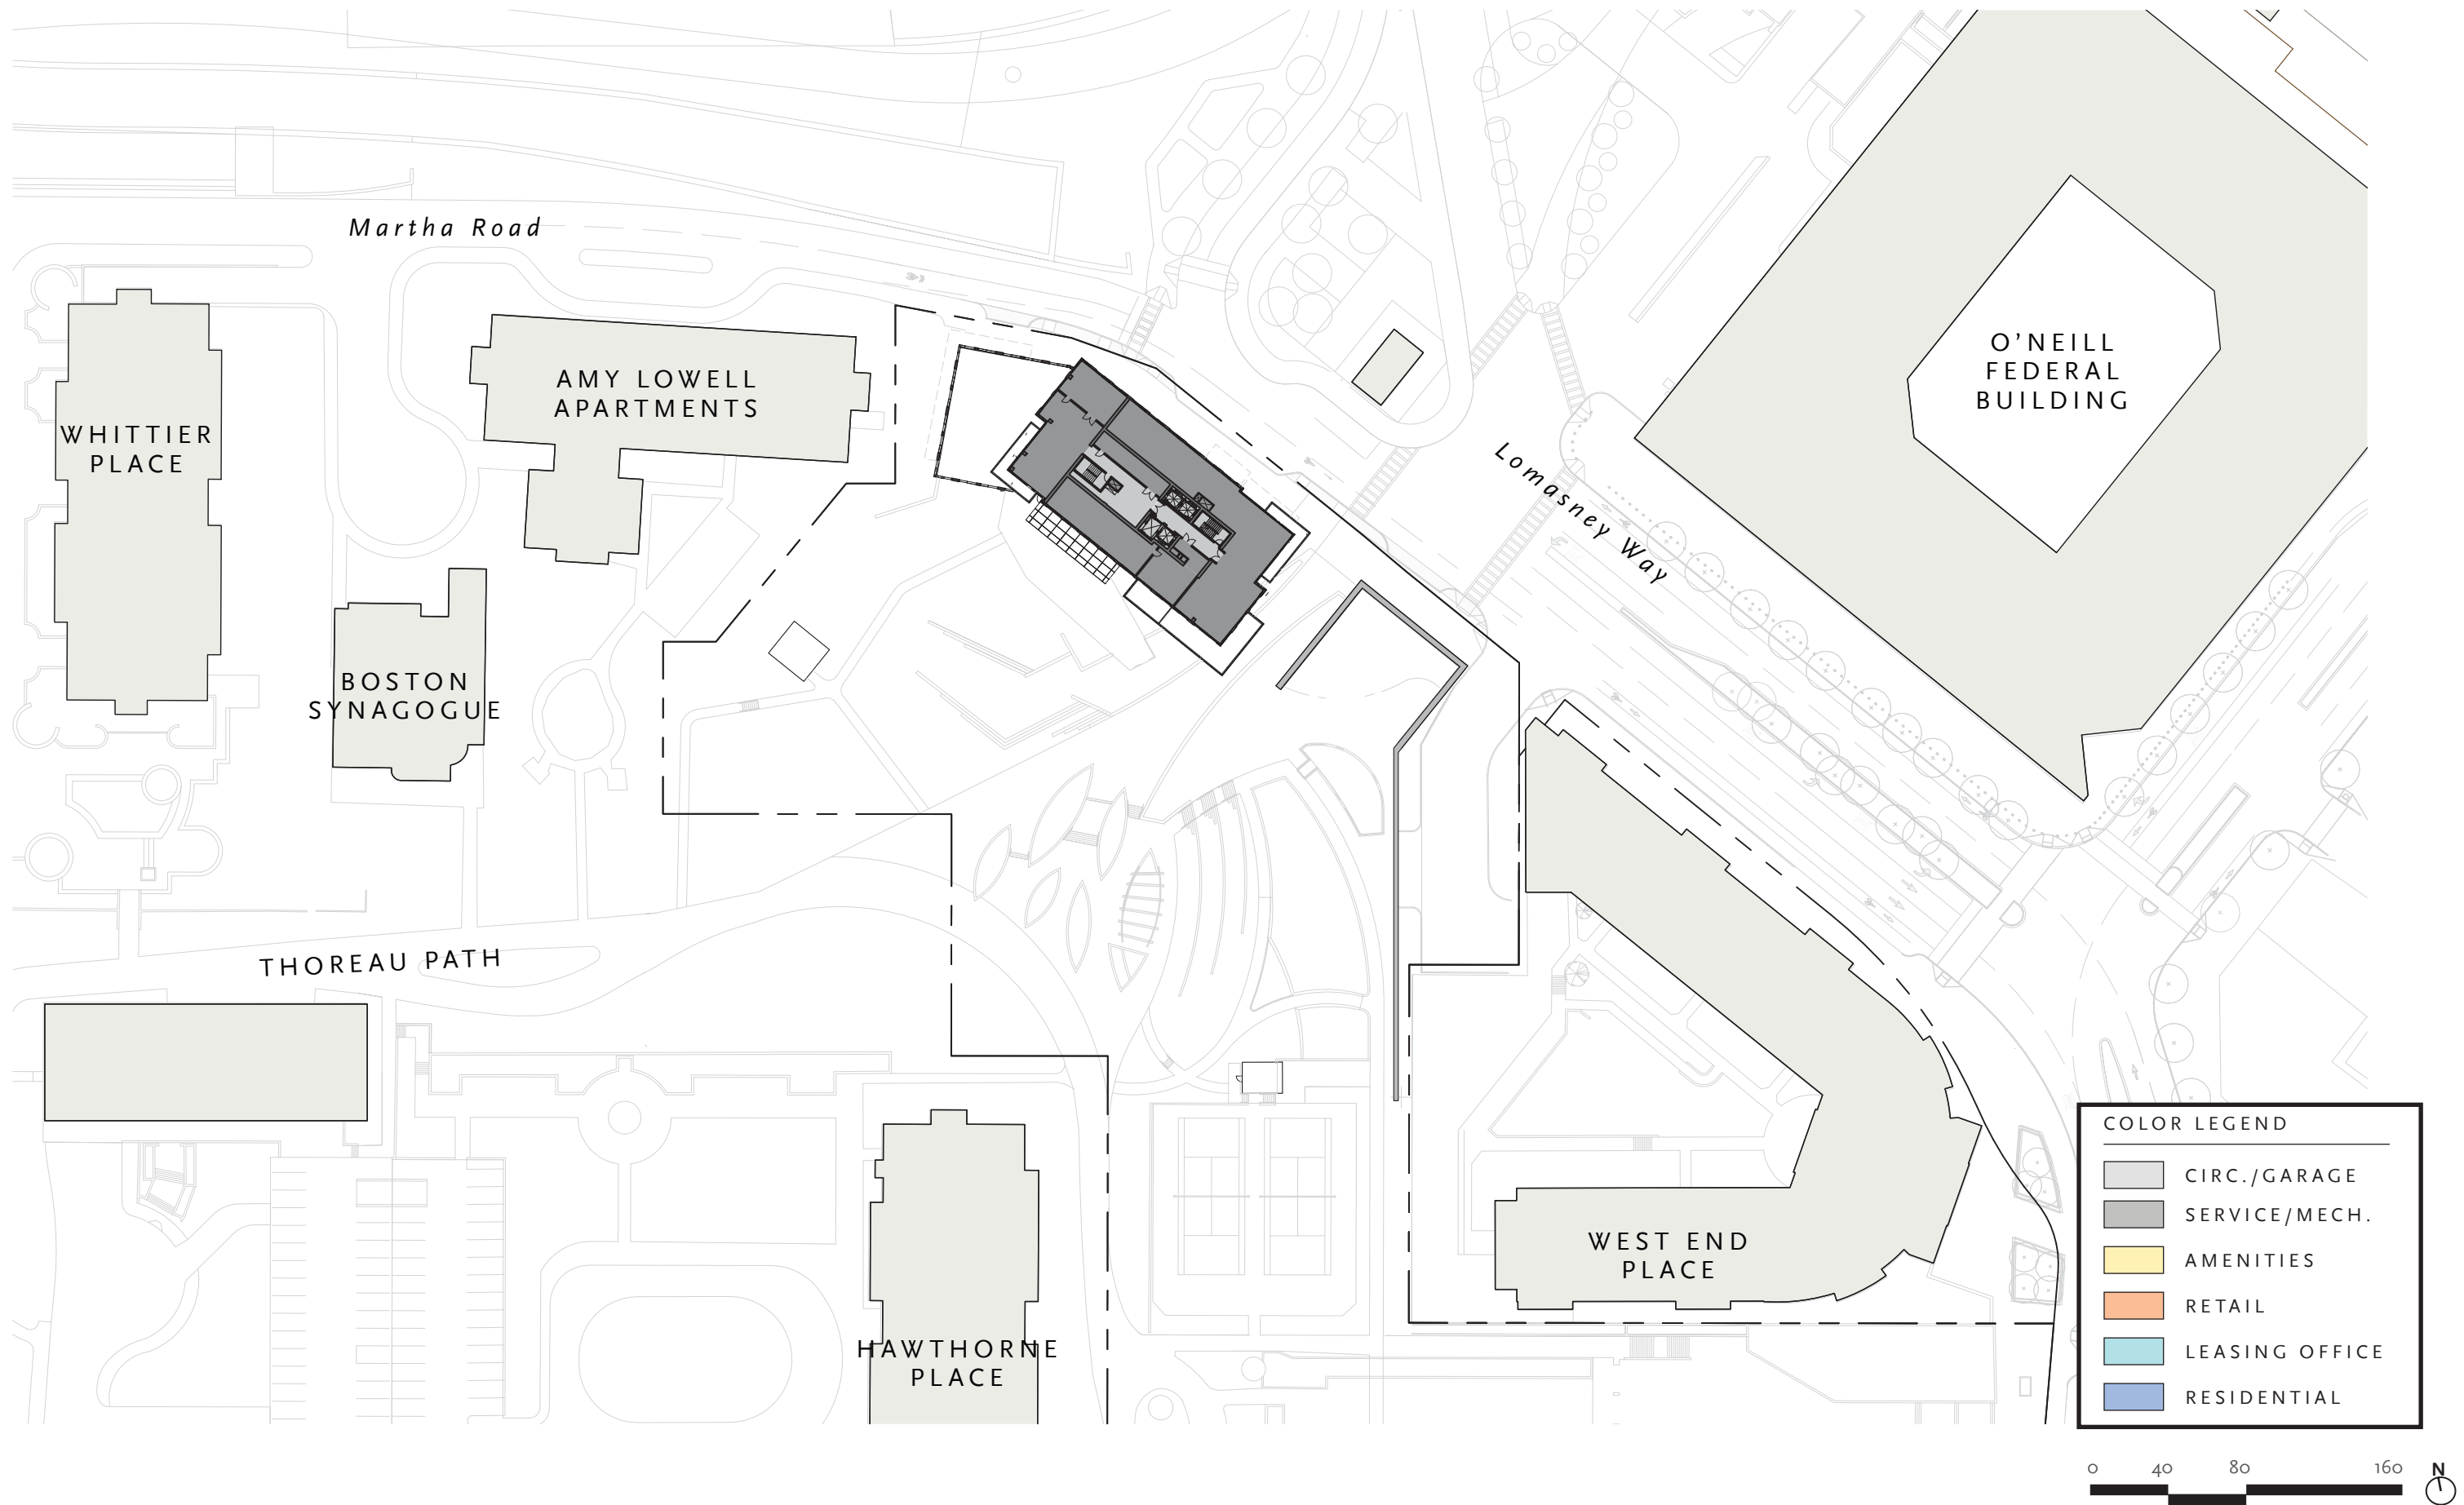 Martha Road
O'NEILL
FEDERAL
BUILDING
AMY LOWELL
APARTMENTS
WHITTIER
PLACE
Lomasney Way
BOSTON
SYNAGOGUE
THOREAU PATH
WEST END
PLACE
HAWTHORNE
PLACE
COLOR LEGEND
CIRC./GARAGE
SERVICE/MECH.
AMENITIES
RETAIL
LEASING OFFICE
RESIDENTIAL
0 40 80 160
N